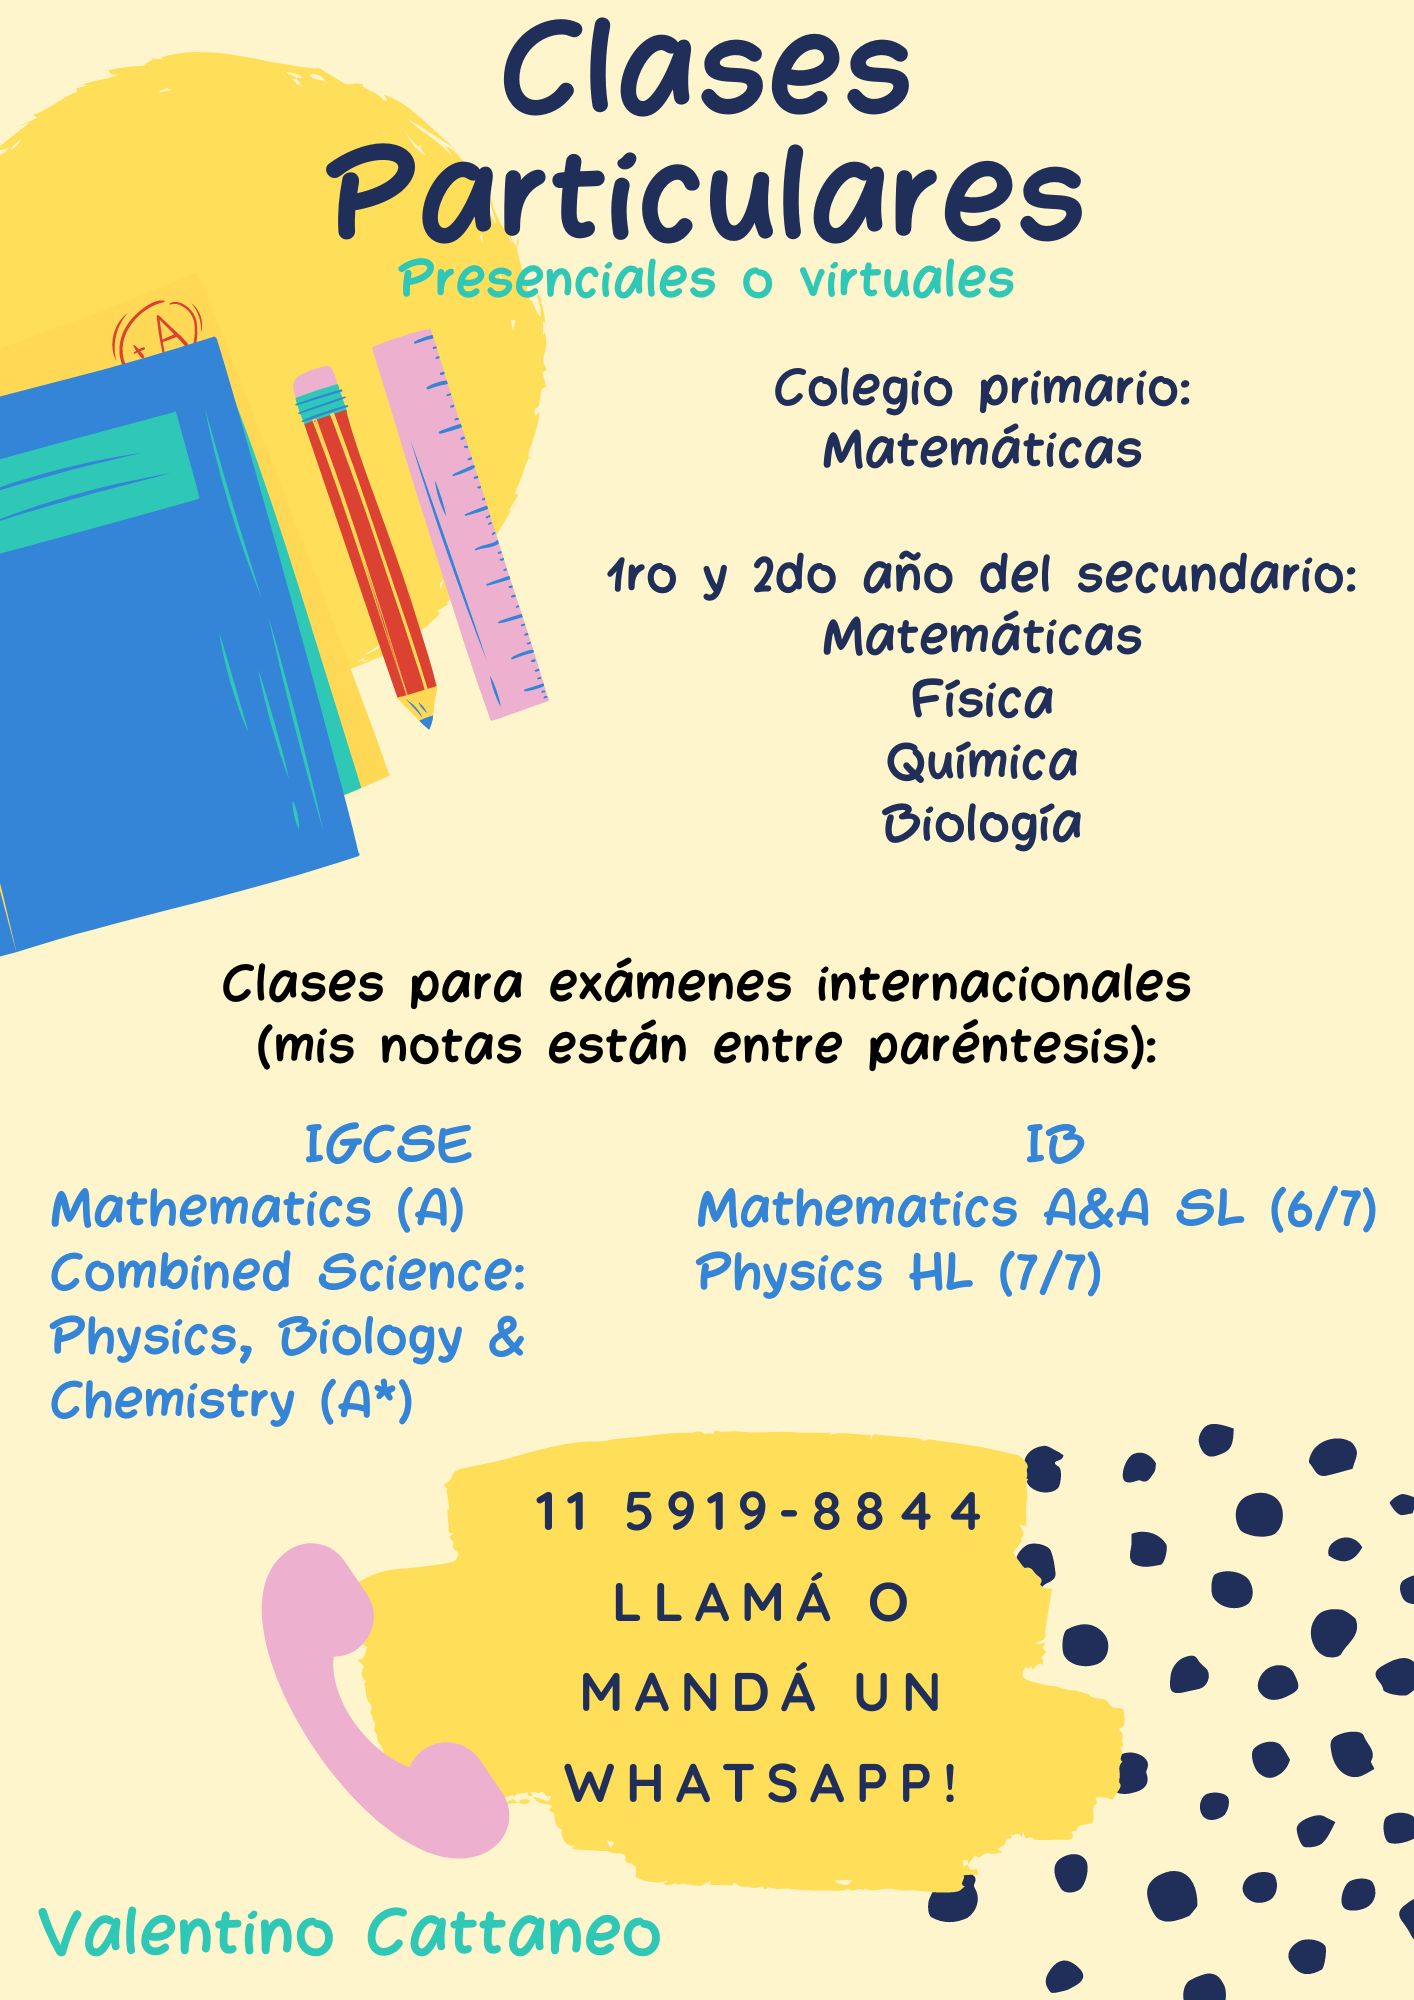 Clases
Particulares
Presenciales o virtuales
+A
Colegio primario:
Matemáticas
1ro y 2do año del secundario:
Matemáticas
Física
Química
Biología
Clases para exámenes internacionales
(mis notas están entre paréntesis):
IGCSE
Mathematics (A)
Combined Science:
Physics, Biology &
Chemistry (A*)
IB
Mathematics A&A SL (6/7)
Physics HL (7/7)
11 5919-8844
LLAMÁ O
MANDÁ UN
WHATSAPP!
Valentino Cattaneo